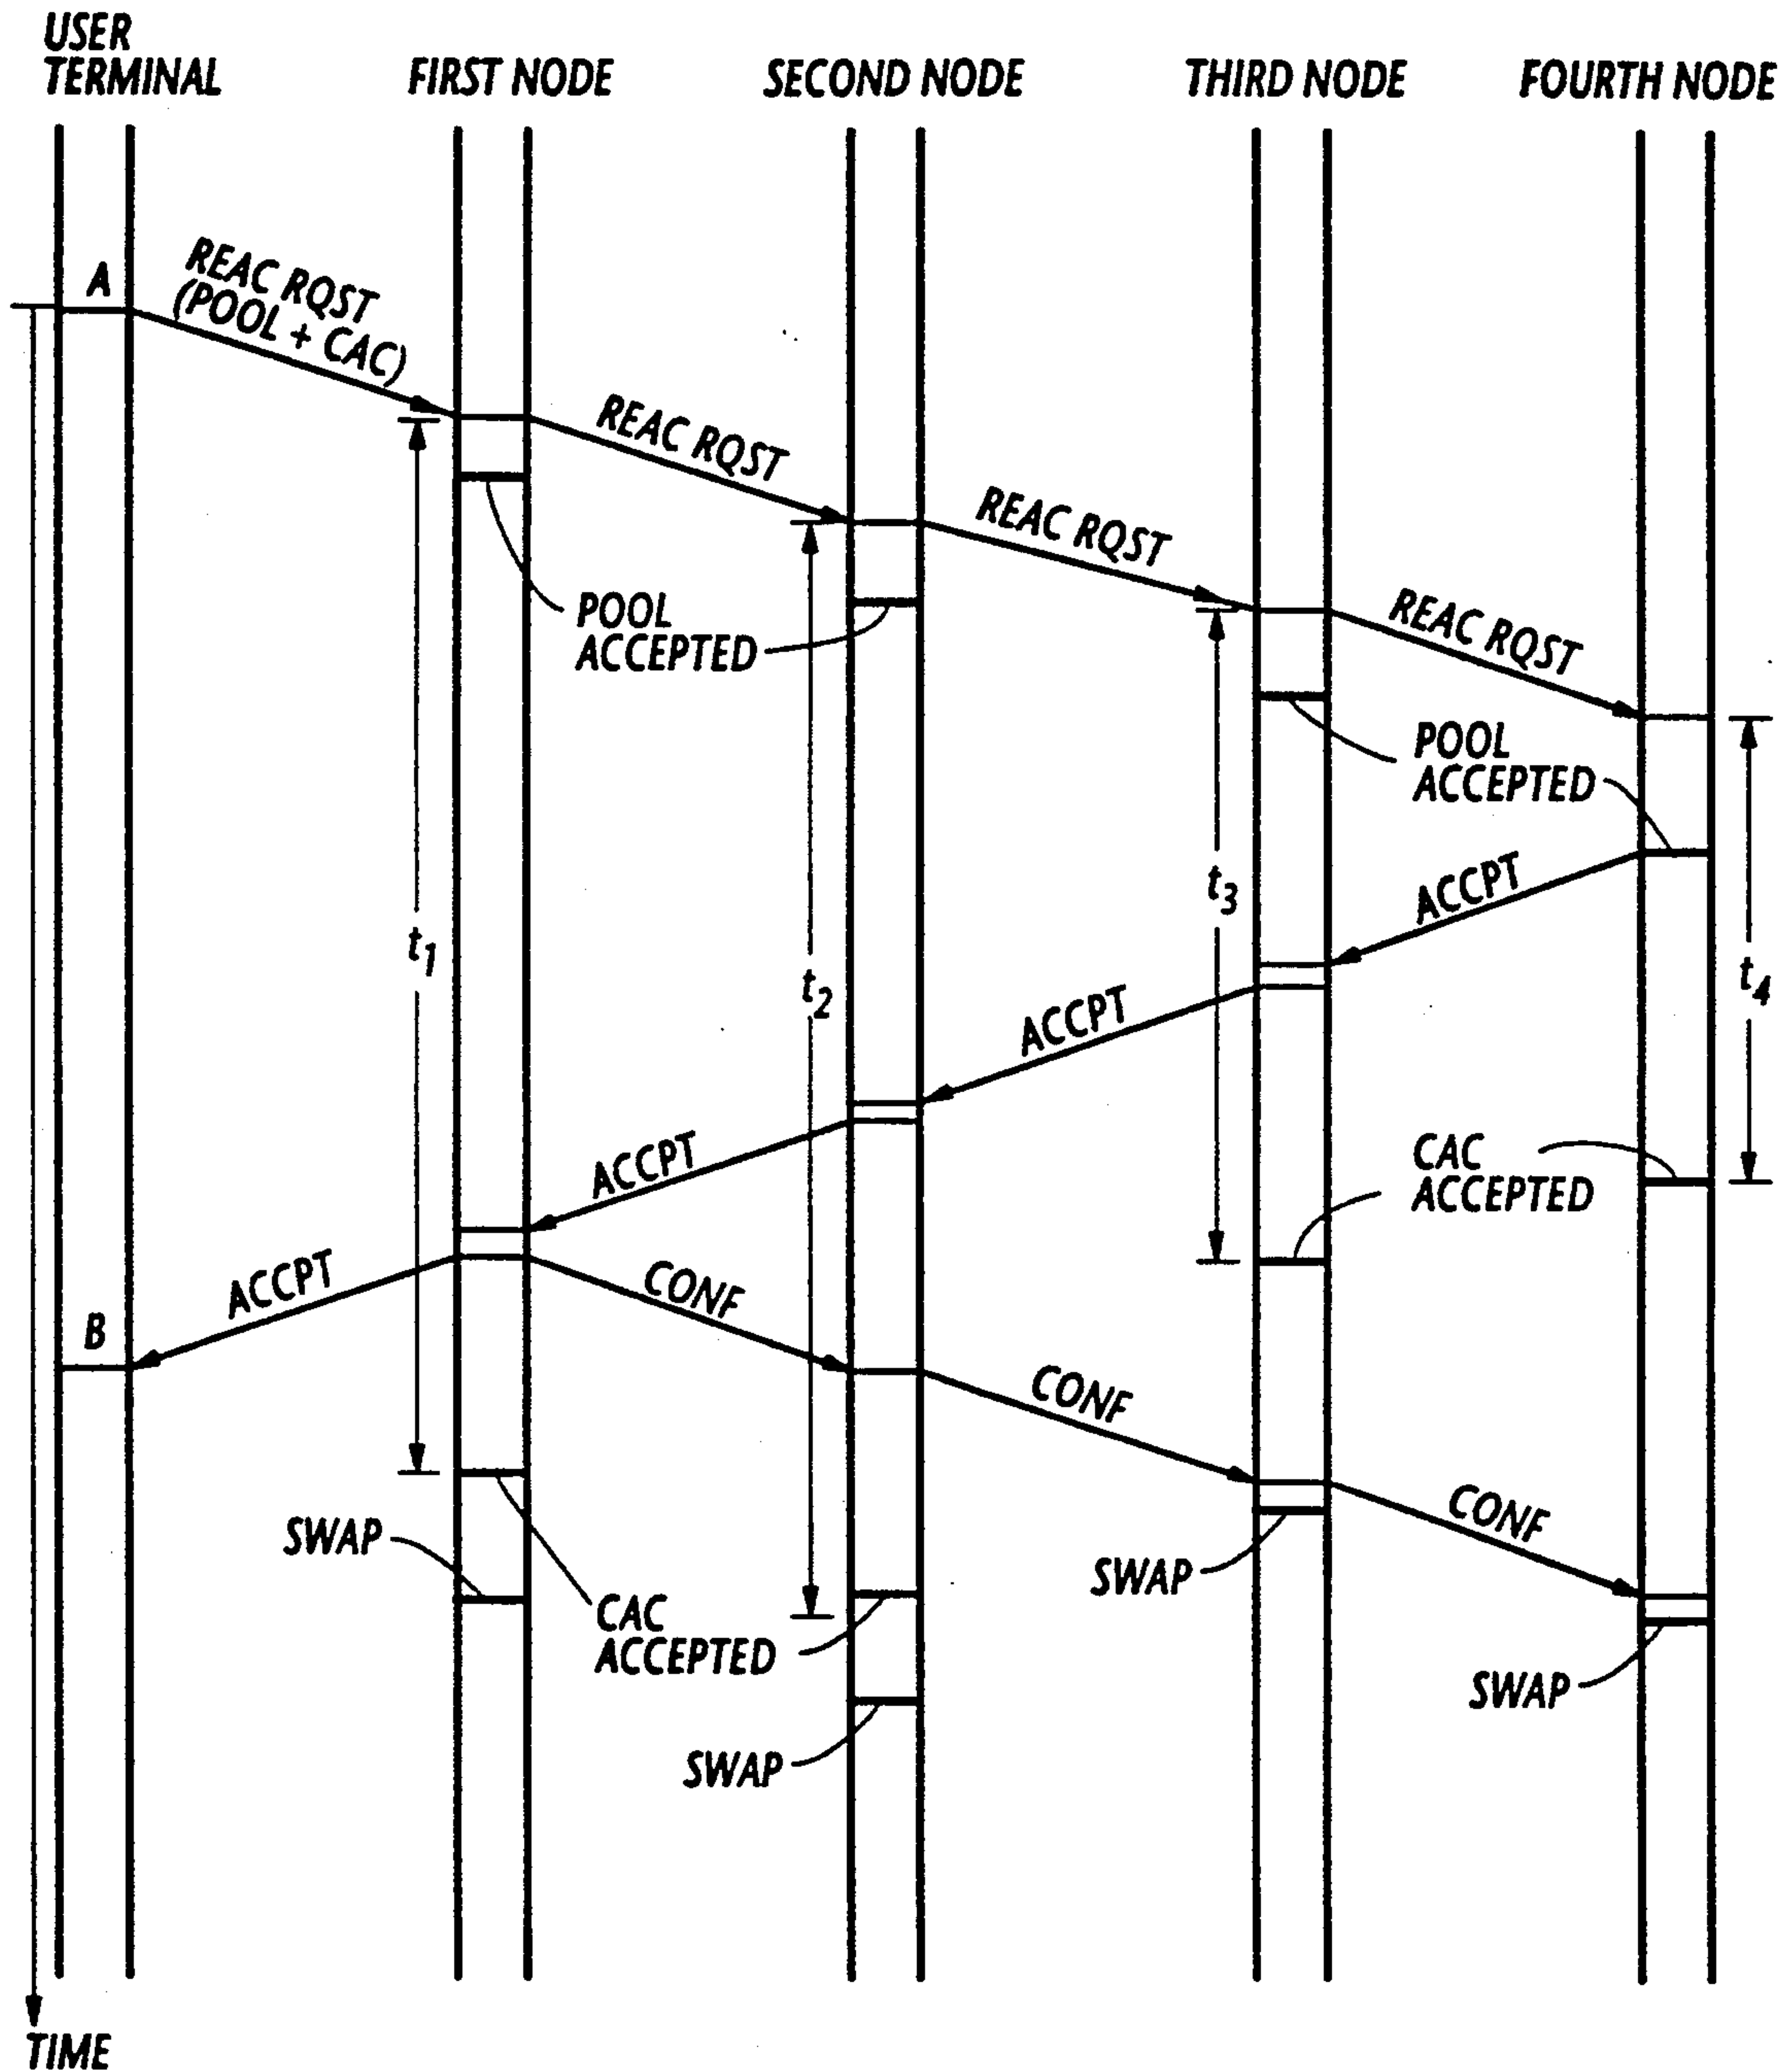 USER
TERMINAL
FIRST NODE
SECOND NODE
THIRD NODE
FOURTH NODE
A
REAC RQST
(POOL + CAC)
REAC RQST
REAC RQST
REAC RQST
POOL
ACCEPTED
POOL
ACCEPTED
ACCPT
t3
t1
t2
t4
ACCPT
ACCPT
CAC
ACCEPTED
ACCPT
CONF
B
CONF
CONF
SWAP
SWAP
CAC
ACCEPTED
SWAP
SWAP
TIME